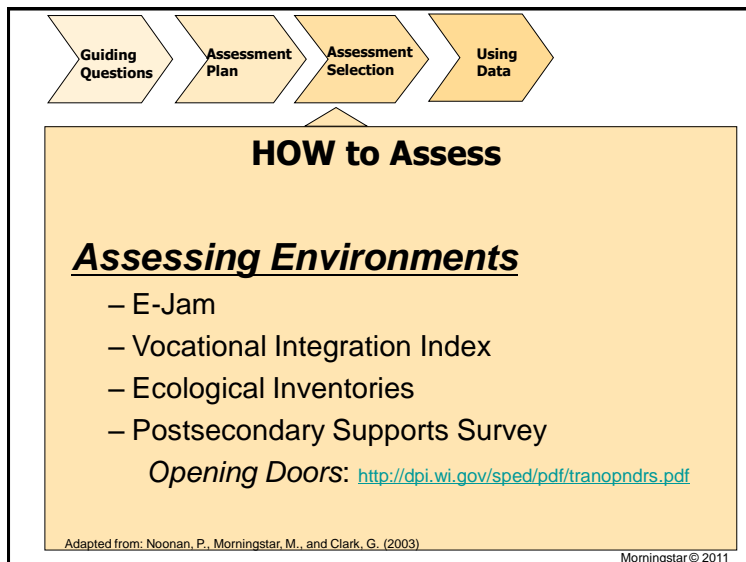 Guiding
Questions
Assessment
Plan
Assessment
Selection
Using
Data
HOW to Assess
Assessing Environments
– E-Jam
– Vocational Integration Index
– Ecological Inventories
– Postsecondary Supports Survey
Opening Doors: http://dpi.wi.gov/sped/pdf/tranopndrs.pdf
Adapted from: Noonan, P., Morningstar, M., and Clark, G. (2003)
Morningstar © 2011